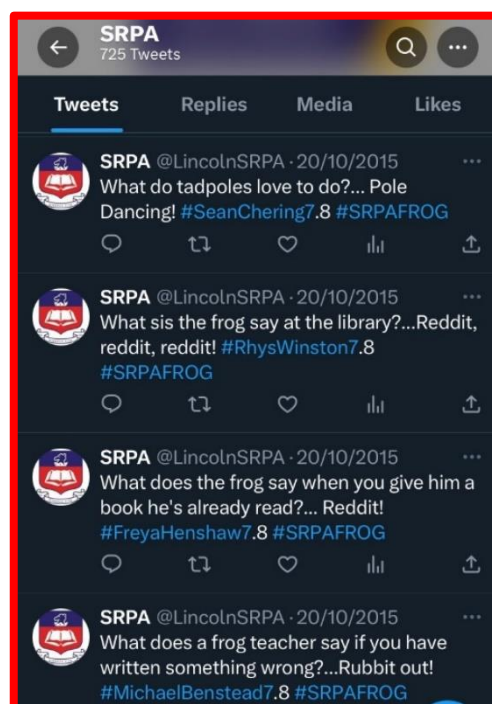 SRPA
725 Tweets
Tweets Replies Media Likes
SRPA @LincolnSRPA · 20/10/2015
What do tadpoles love to do?... Pole
Dancing! #SeanChering7.8 #SRPAFROG
SRPA @LincolnSRPA · 20/10/2015
What sis the frog say at the library?...Reddit,
reddit, reddit! #RhysWinston7.8
#SRPAFROG
SRPA @LincolnSRPA · 20/10/2015
What does the frog say when you give him a
book he's already read?... Reddit!
#FreyaHenshaw7.8 #SRPAFROG
SRPA @LincolnSRPA · 20/10/2015
What does a frog teacher say if you have
written something wrong?...Rubbit out!
#MichaelBenstead7.8 #SRPAFROG